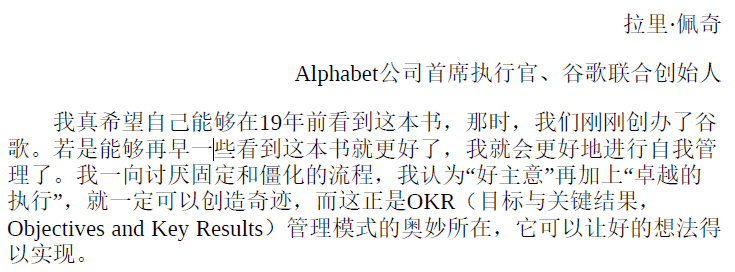 拉里·佩奇
Alphabet公司首席执行官、谷歌联合创始人
我真希望自己能够在19年前看到这本书，那时，我们刚刚创办了谷
歌。若是能够再早一些看到这本书就更好了，我就会更好地进行自我管
理了。我一向讨厌固定和僵化的流程，我认为“好主意”再加上“卓越的
执行”，就一定可以创造奇迹，而这正是OKR（目标与关键结果，
Objectives and Key Results）管理模式的奥妙所在，它可以让好的想法得
以实现。